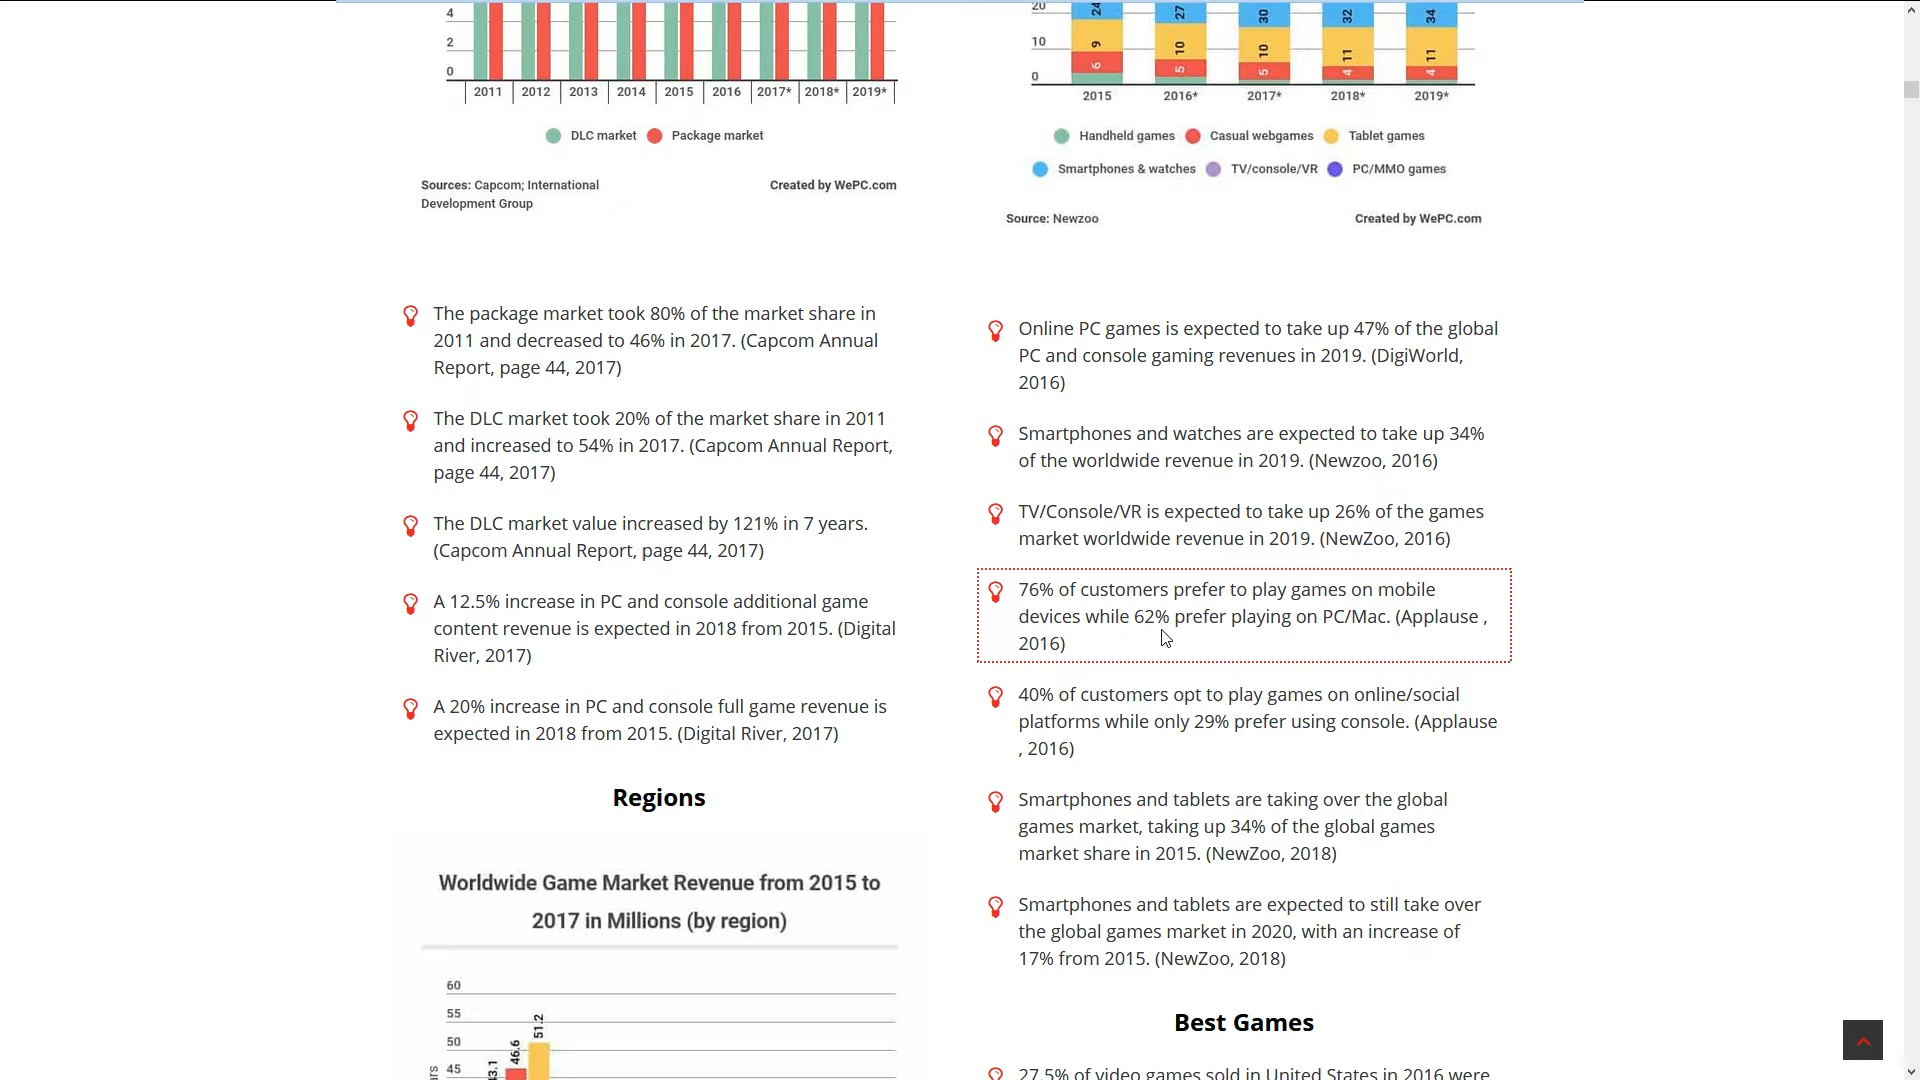 4
2
0
2011 2012 2013 2014 2015 2016 2017* 2018* 2019*
DLC market Package market
Sources: Capcom; International
Development Group
Created by WePC.com
The package market took 80% of the market share in
2011 and decreased to 46% in 2017. (Capcom Annual
Report, page 44, 2017)
The DLC market took 20% of the market share in 2011
and increased to 54% in 2017. (Capcom Annual Report,
page 44, 2017)
The DLC market value increased by 121% in 7 years.
(Capcom Annual Report, page 44, 2017)
A 12.5% increase in PC and console additional game
content revenue is expected in 2018 from 2015. (Digital
River, 2017)
A 20% increase in PC and console full game revenue is
expected in 2018 from 2015. (Digital River, 2017)
Regions
Worldwide Game Market Revenue from 2015 to
2017 in Millions (by region)
60
55
50
45
43.1
46.6
51.2
20
10
0
24 27 30 32 34
9 10 10 11 11
6 5 5 4 4
2015 2016* 2017* 2018* 2019*
Handheld games Casual webgames Tablet games
Smartphones & watches TV/console/VR PC/MMO games
Source: Newzoo
Created by WePC.com
Online PC games is expected to take up 47% of the global
PC and console gaming revenues in 2019. (DigiWorld,
2016)
Smartphones and watches are expected to take up 34%
of the worldwide revenue in 2019. (Newzoo, 2016)
TV/Console/VR is expected to take up 26% of the games
market worldwide revenue in 2019. (NewZoo, 2016)
76% of customers prefer to play games on mobile
devices while 62% prefer playing on PC/Mac. (Applause ,
2016)
40% of customers opt to play games on online/social
platforms while only 29% prefer using console. (Applause
, 2016)
Smartphones and tablets are taking over the global
games market, taking up 34% of the global games
market share in 2015. (NewZoo, 2018)
Smartphones and tablets are expected to still take over
the global games market in 2020, with an increase of
17% from 2015. (NewZoo, 2018)
Best Games
27.5% of video games sold in United States in 2016 were